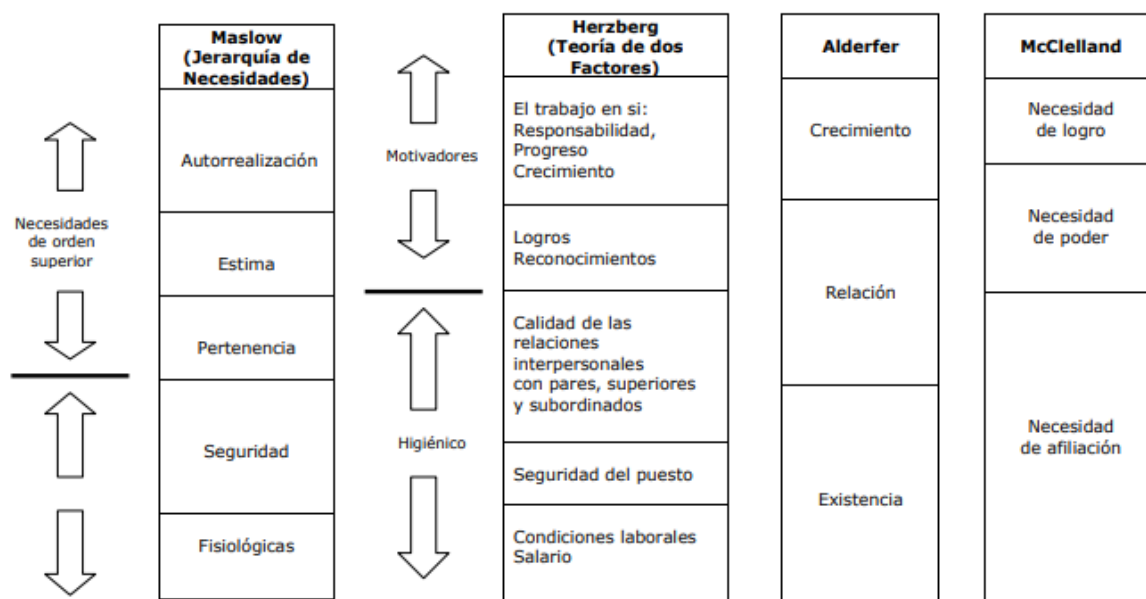 Maslow
(Jerarquía de
Necesidades)
Autorrealización
Estima
Pertenencia
Seguridad
Fisiológicas
Necesidades
de orden
superior
Herzberg
(Teoría de dos
Factores)
El trabajo en si:
Responsabilidad,
Progreso
Crecimiento
Logros
Reconocimientos
Calidad de las
relaciones
interpersonales
con pares, superiores
y subordinados
Seguridad del puesto
Condiciones laborales
Salario
Motivadores
Higiénico
Alderfer
Crecimiento
Relación
Existencia
McClelland
Necesidad
de logro
Necesidad
de poder
Necesidad
de afiliación